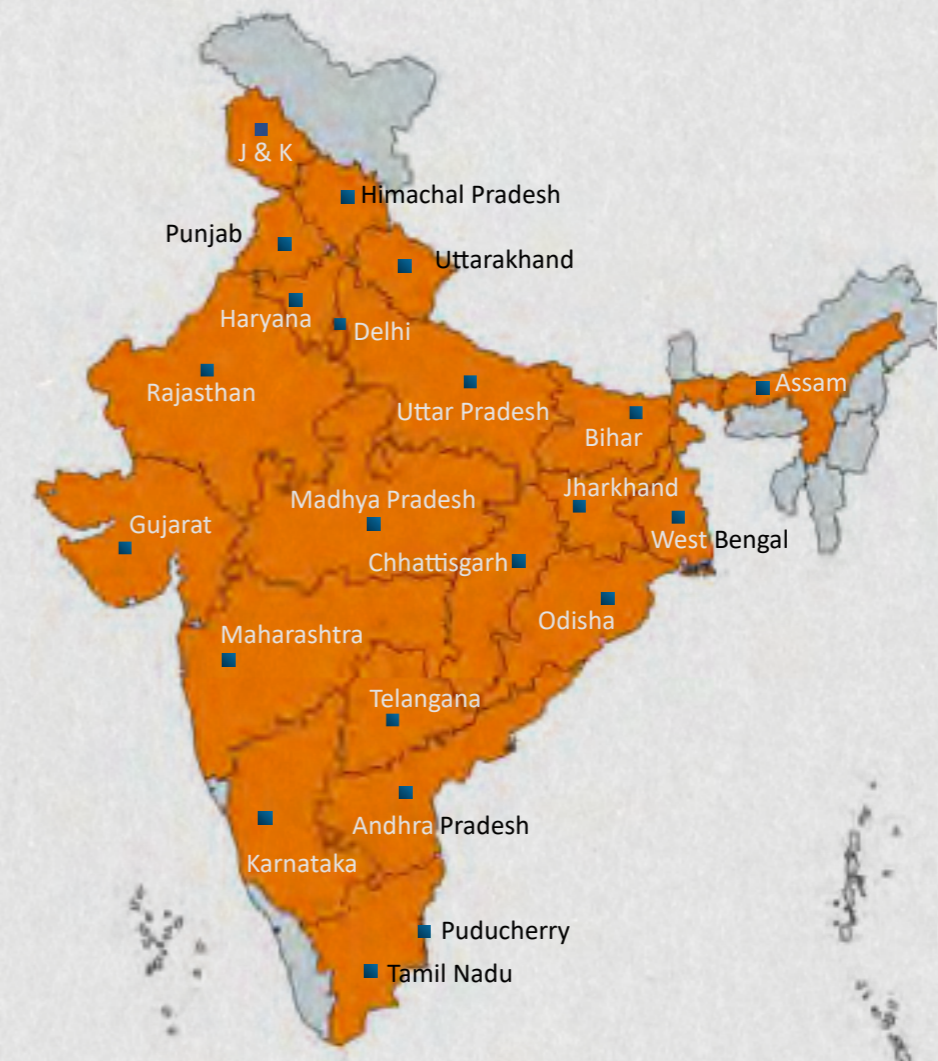 J & K
Himachal Pradesh
Punjab
Uttarakhand
Haryana
Delhi
Rajasthan
Uttar Pradesh
Assam
Bihar
Jharkhand
Madhya Pradesh
Gujarat
West Bengal
Chhattisgarh
Odisha
Maharashtra
Telangana
Andhra Pradesh
Karnataka
Puducherry
Tamil Nadu